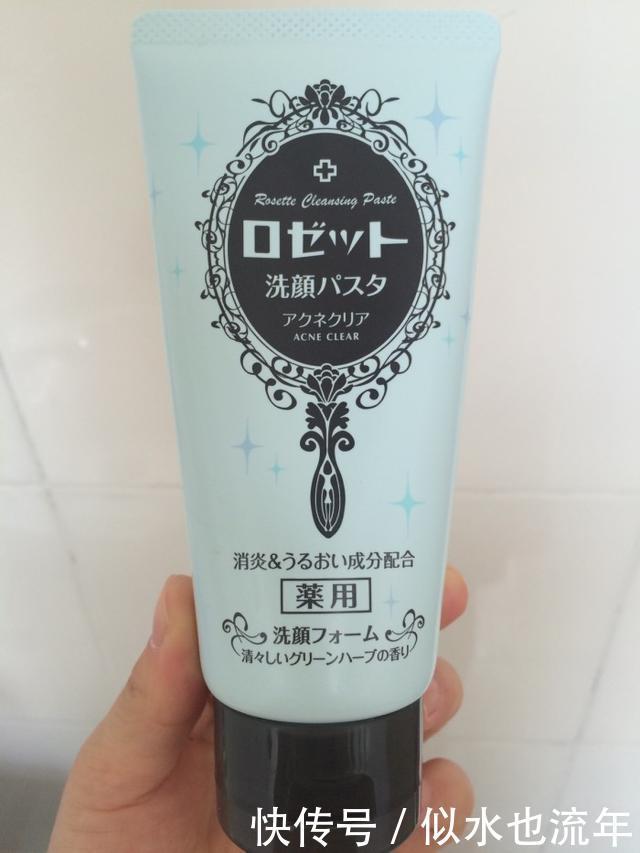 Rosette Cleansing Paste
ロゼット
洗顔パスタ
アクネクリア
ACNE CLEAR
消炎&うるおい成分配合
薬用
洗顔フォーム
清々しいグリーンハーブの香り
快传号 / 似水也流年